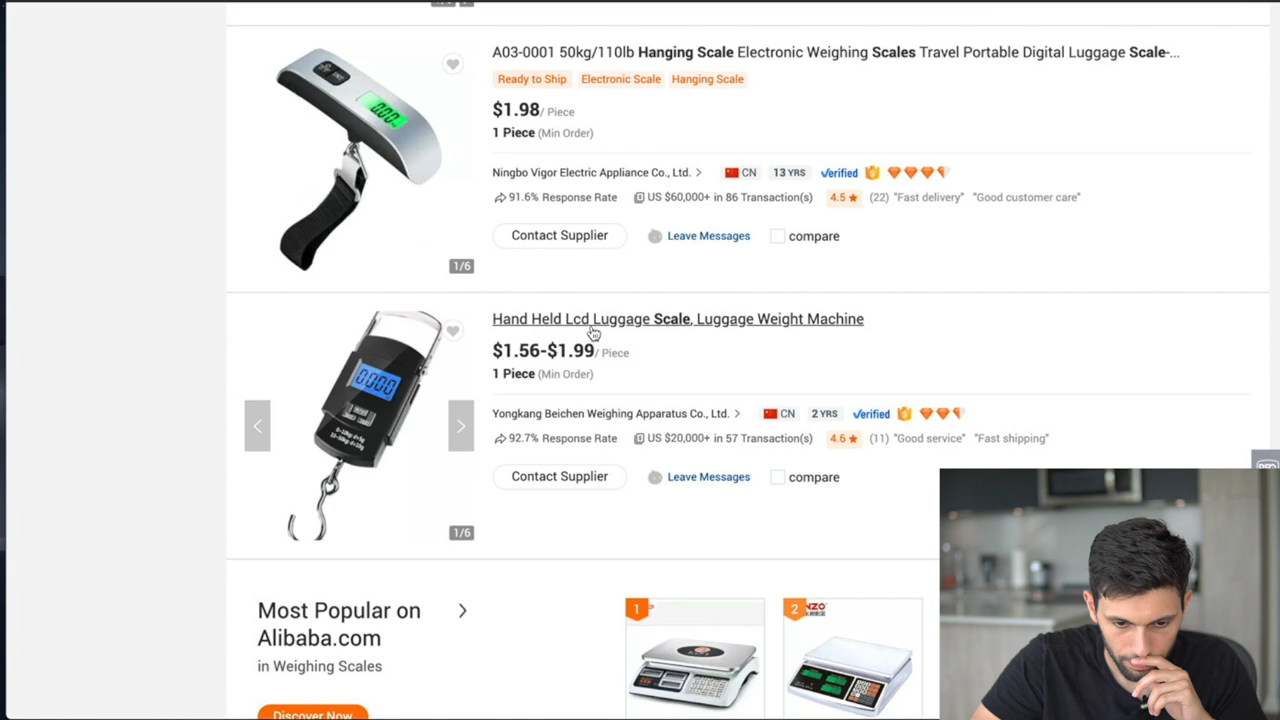 A03-0001 50kg/110lb Hanging Scale Electronic Weighing Scales Travel Portable Digital Luggage Scale-...
Ready to Ship Electronic Scale Hanging Scale
$1.98/ Piece
1 Piece (Min Order)
0.00
Ningbo Vigor Electric Appliance Co., Ltd. > CN 13 YRS Verified
91.6% Response Rate US $60,000+ in 86 Transaction(s) 4.5 ★ (22) "Fast delivery" "Good customer care"
Contact Supplier Leave Messages compare
1/6
Hand Held Lcd Luggage Scale, Luggage Weight Machine
$1.56-$1.99/ Piece
1 Piece (Min Order)
0000
Yongkang Beichen Weighing Apparatus Co., Ltd. > CN 2 YRS Verified
92.7% Response Rate US $20,000+ in 57 Transaction(s) 4.6 ★ (11) "Good service" "Fast shipping"
Contact Supplier Leave Messages compare
1/6
Most Popular on >
Alibaba.com
in Weighing Scales
Discover Now
1
2